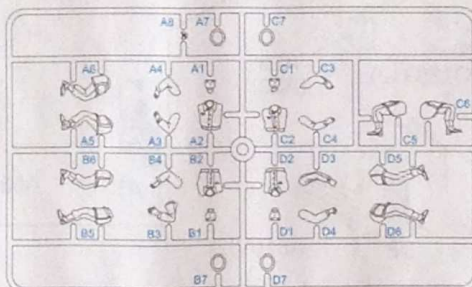 A8 A7 C7
A6 A4 A1 C1 C3
C6
A5 A3 A2 C2 C4 C5
B6 B4 B2 D2 D3 D5
B5 B3 B1 D1 D4 D6
B7 D7